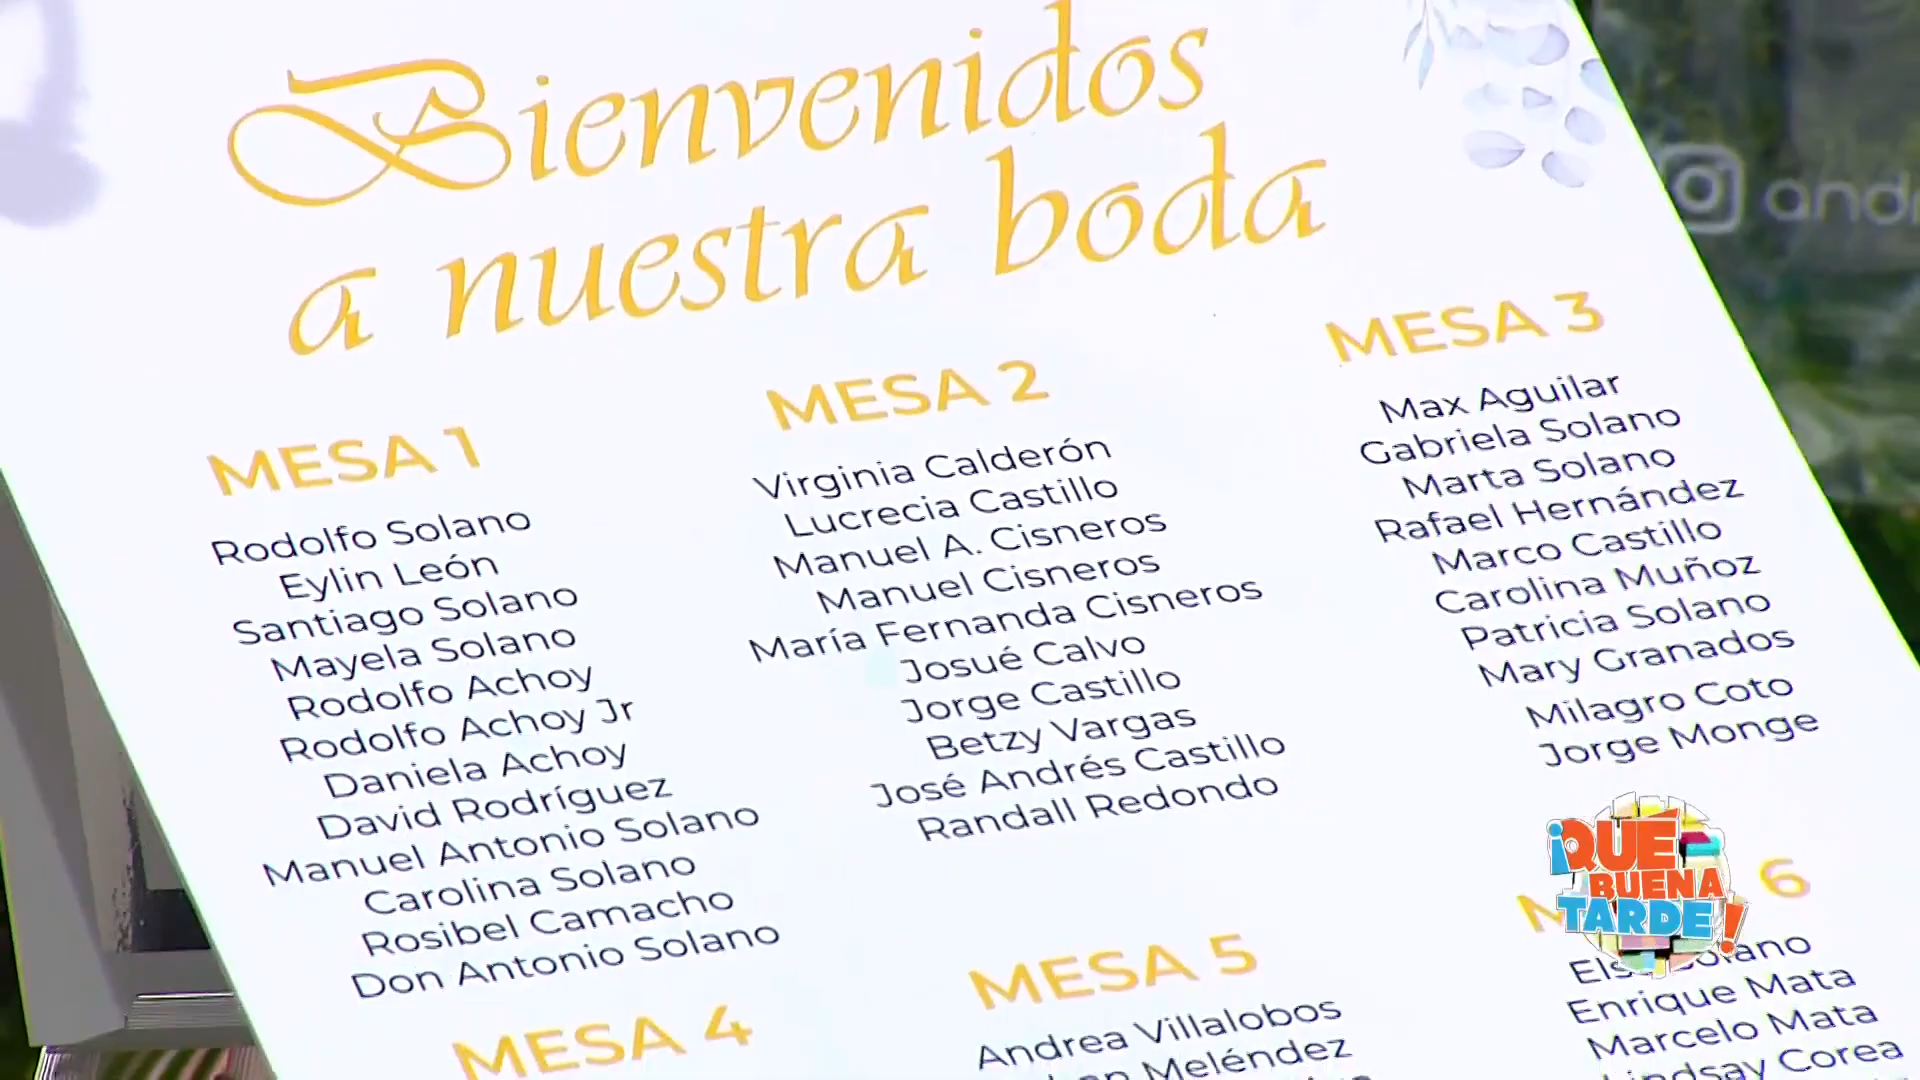 Bienvenidos
a nuestra boda
MESA 1
Rodolfo Solano
Eylin León
Santiago Solano
Mayela Solano
Rodolfo Achoy
Rodolfo Achoy Jr
Daniela Achoy
David Rodríguez
Manuel Antonio Solano
Carolina Solano
Rosibel Camacho
Don Antonio Solano
MESA 2
Virginia Calderón
Lucrecia Castillo
Manuel A. Cisneros
Manuel Cisneros
María Fernanda Cisneros
Josué Calvo
Jorge Castillo
Betzy Vargas
José Andrés Castillo
Randall Redondo
MESA 3
Max Aguilar
Gabriela Solano
Marta Solano
Rafael Hernández
Marco Castillo
Carolina Muñoz
Patricia Solano
Mary Granados
Milagro Coto
Jorge Monge
MESA 4
MESA 5
Andrea Villalobos
Meléndez
6
Solano
Enrique Mata
Marcelo Mata
Corea
¡QUÉ
BUENA
TARDE!